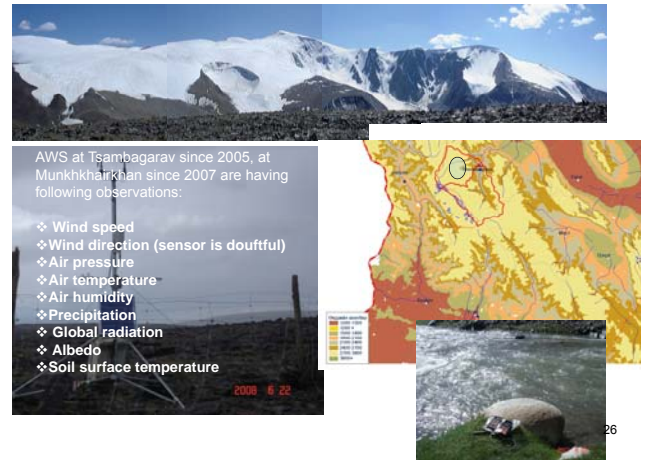 AWS at Tsambagarav since 2005, at
Munkhkhairkhan since 2007 are having
following observations:
❖ Wind speed
❖Wind direction (sensor is douftful)
❖Air pressure
❖Air temperature
❖Air humidity
❖Precipitation
❖ Global radiation
❖ Albedo
❖Soil surface temperature
2008 6 22
26